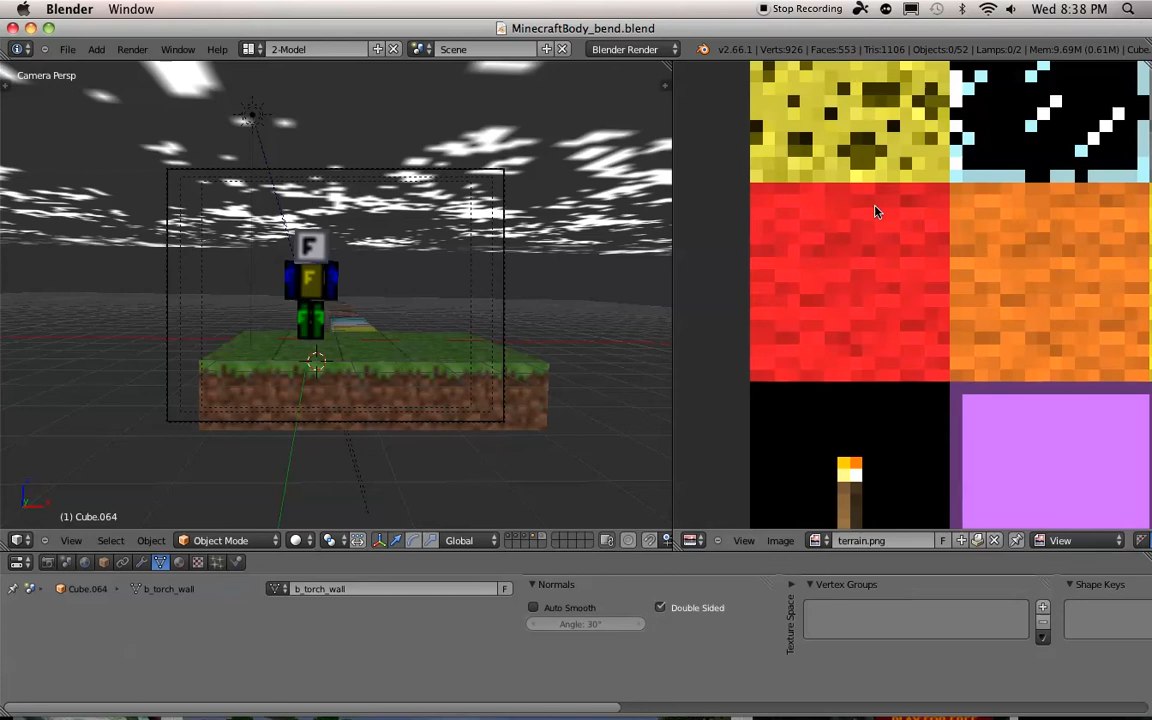 Blender Window Stop Recording Wed 8:38 PM
MinecraftBody_bend.blend
File Add Render Window Help 2-Model Scene Blender Render v2.66.1 | Verts:926 | Faces:553 | Tris:1106 | Objects:0/52 | Lamps:0/2 | Mem:9.69M (0.61M) | Cube.
Camera Persp
F
F
(1) Cube.064
View Select Object Object Mode Global View Image terrain.png F View
Cube.064 b_torch_wall b_torch_wall F
Normals
Auto Smooth Double Sided
Angle: 30°
Texture Space
Vertex Groups
Shape Keys